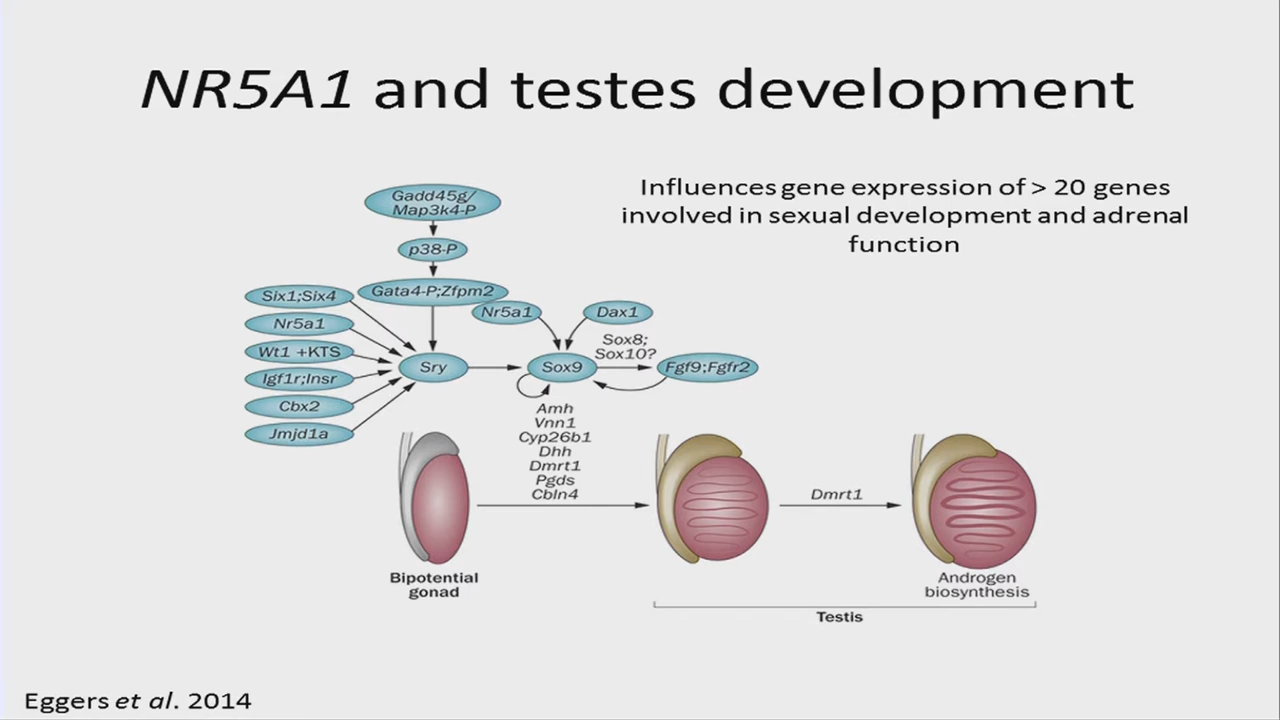 NR5A1 and testes development
Influences gene expression of > 20 genes
involved in sexual development and adrenal
function
Gadd45g/
Map3k4-P
p38-P
Gata4-P;Zfpm2
Six1;Six4
Nr5a1
Wt1 +KTS
Igf1r;Insr
Cbx2
Jmjd1a
Nr5a1
Dax1
Sry
Sox9
Sox8;
Sox10?
Fgf9;Fgfr2
Amh
Vnn1
Cyp26b1
Dhh
Dmrt1
Pgds
Cbln4
Dmrt1
Bipotential
gonad
Androgen
biosynthesis
Testis
Eggers et al. 2014